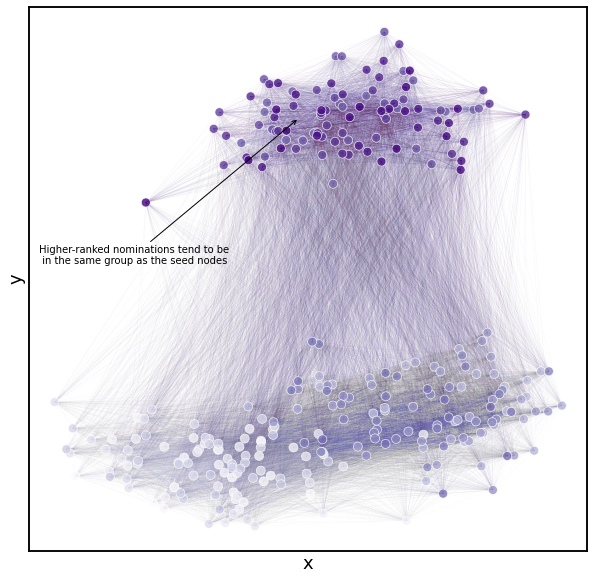 Higher-ranked nominations tend to be
in the same group as the seed nodes
y
x